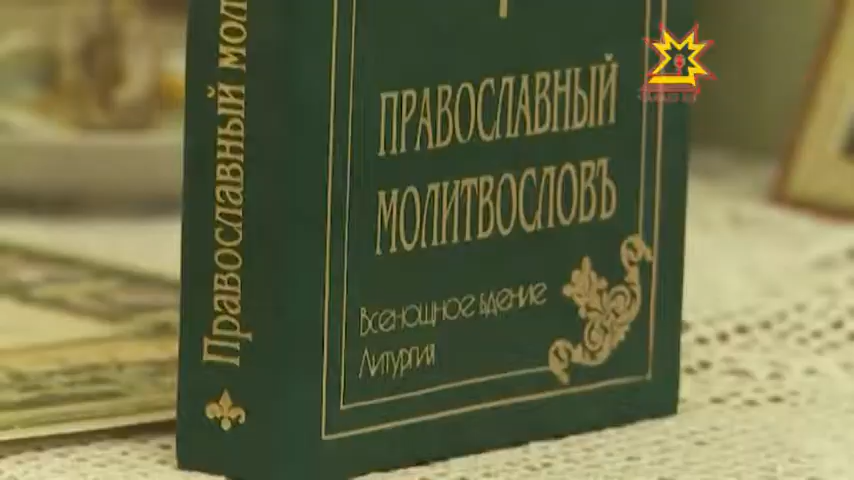 Православный мол
ПРАВОСЛАВНЫЙ
МОЛИТВОСЛОВЪ
Всенощное бдение
Литургия